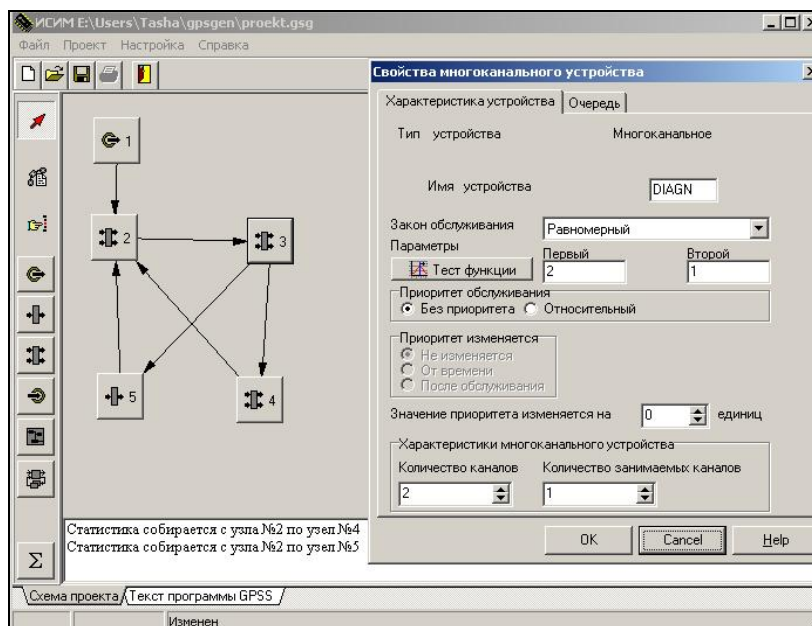 ИСИМ E:\Users\Tasha\gpsgen\proekt.gsg
Файл Проект Настройка Справка
1
2
3
5
4
Статистика собирается с узла №2 по узел №4
Статистика собирается с узла №2 по узел №5
Σ
Схема проекта Текст программы GPSS
Изменен
Свойства многоканального устройства
Характеристика устройства Очередь
Тип устройства Многоканальное
Имя устройства DIAGN
Закон обслуживания Равномерный
Параметры Первый Второй
Тест функции 2 1
Приоритет обслуживания
Без приоритета Относительный
Приоритет изменяется
Не изменяется
От времени
После обслуживания
Значение приоритета изменяется на 0 единиц
Характеристики многоканального устройства
Количество каналов Количество занимаемых каналов
2 1
OK Cancel Help